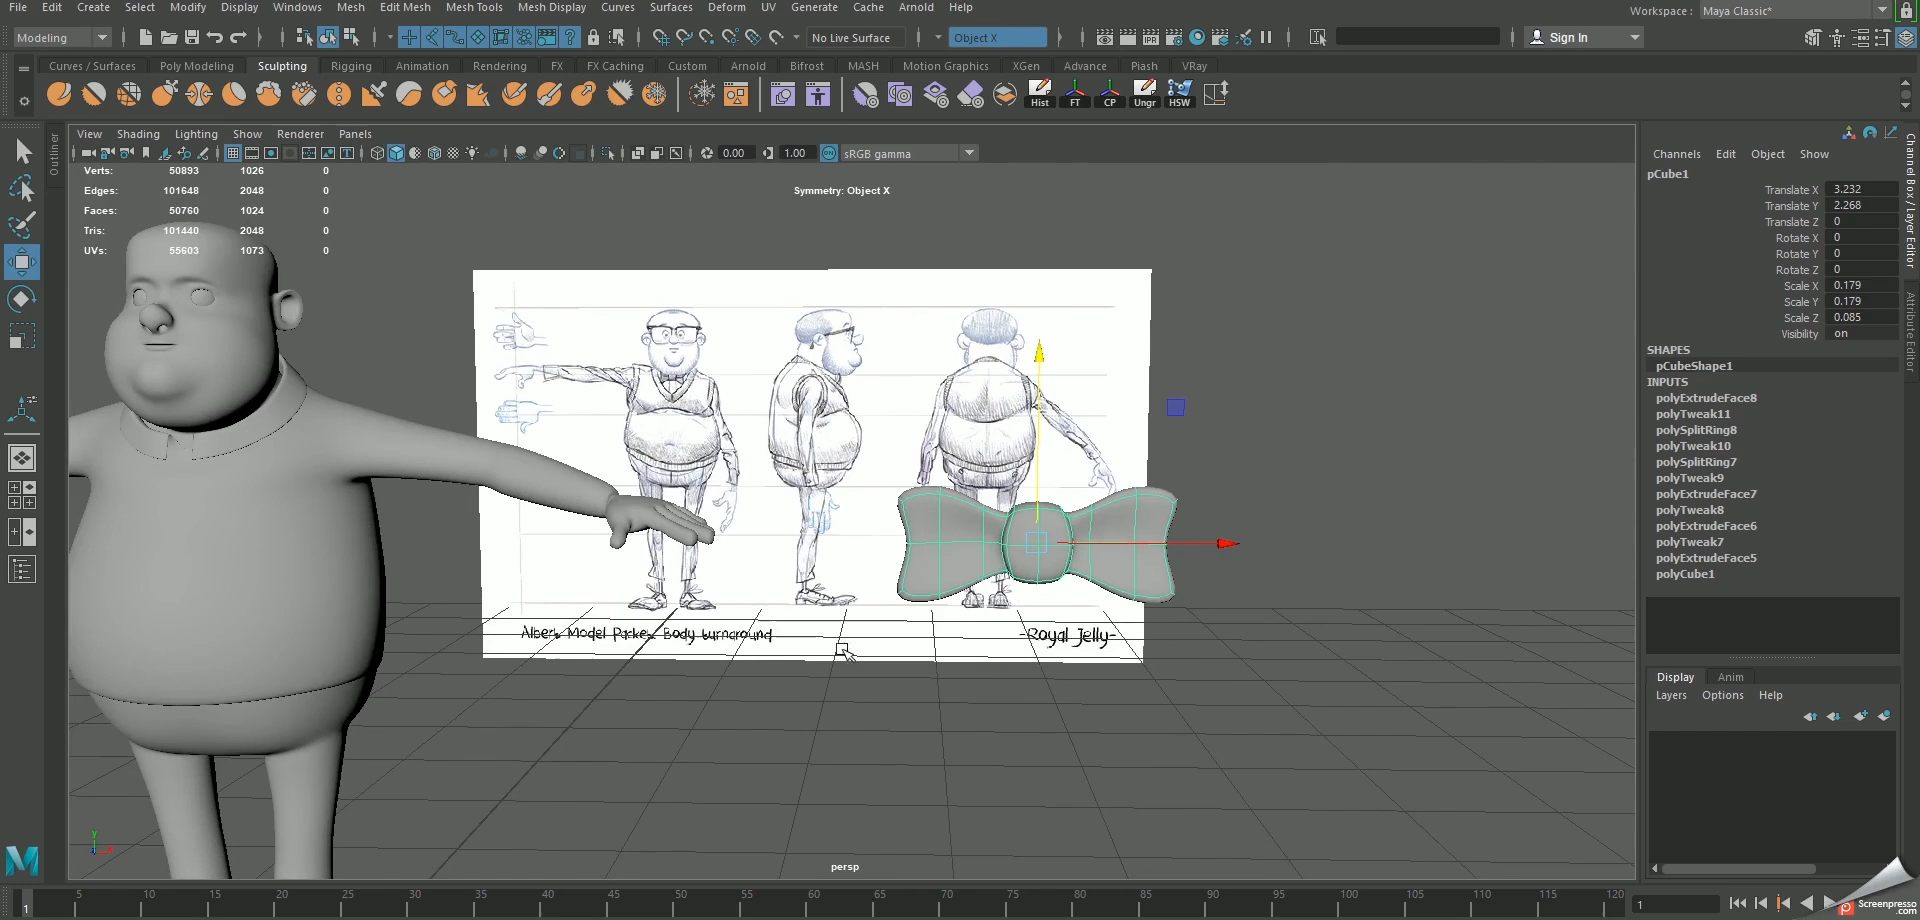 File Edit Create Select Modify Display Windows Mesh Edit Mesh Mesh Tools Mesh Display Curves Surfaces Deform UV Generate Cache Arnold Help
Workspace : Maya Classic*
Modeling No Live Surface Object X Sign In
Curves / Surfaces Poly Modeling Sculpting Rigging Animation Rendering FX FX Caching Custom Arnold Bifrost MASH Motion Graphics XGen Advance Piash VRay
Hist FT CP Ungr HSW
Outliner
View Shading Lighting Show Renderer Panels
0.00 1.00 ON sRGB gamma
Verts: 50893 1026 0
Edges: 101648 2048 0
Faces: 50760 1024 0
Tris: 101440 2048 0
UVs: 55603 1073 0
Symmetry: Object X
-Royal Jelly-
y
x
persp
Channels Edit Object Show
pCube1
Translate X 3.232
Translate Y 2.268
Translate Z 0
Rotate X 0
Rotate Y 0
Rotate Z 0
Scale X 0.179
Scale Y 0.179
Scale Z 0.085
Visibility on
SHAPES
pCubeShape1
INPUTS
polyExtrudeFace8
polyTweak11
polySplitRing8
polyTweak10
polySplitRing7
polyTweak9
polyExtrudeFace7
polyTweak8
polyExtrudeFace6
polyTweak7
polyExtrudeFace5
polyCube1
Display Anim
Layers Options Help
Channel Box / Layer Editor
Attribute Editor
1 5 10 15 20 25 30 35 40 45 50 55 60 65 70 75 80 85 90 95 100 105 110 115 120
1
Screenpresso
.com